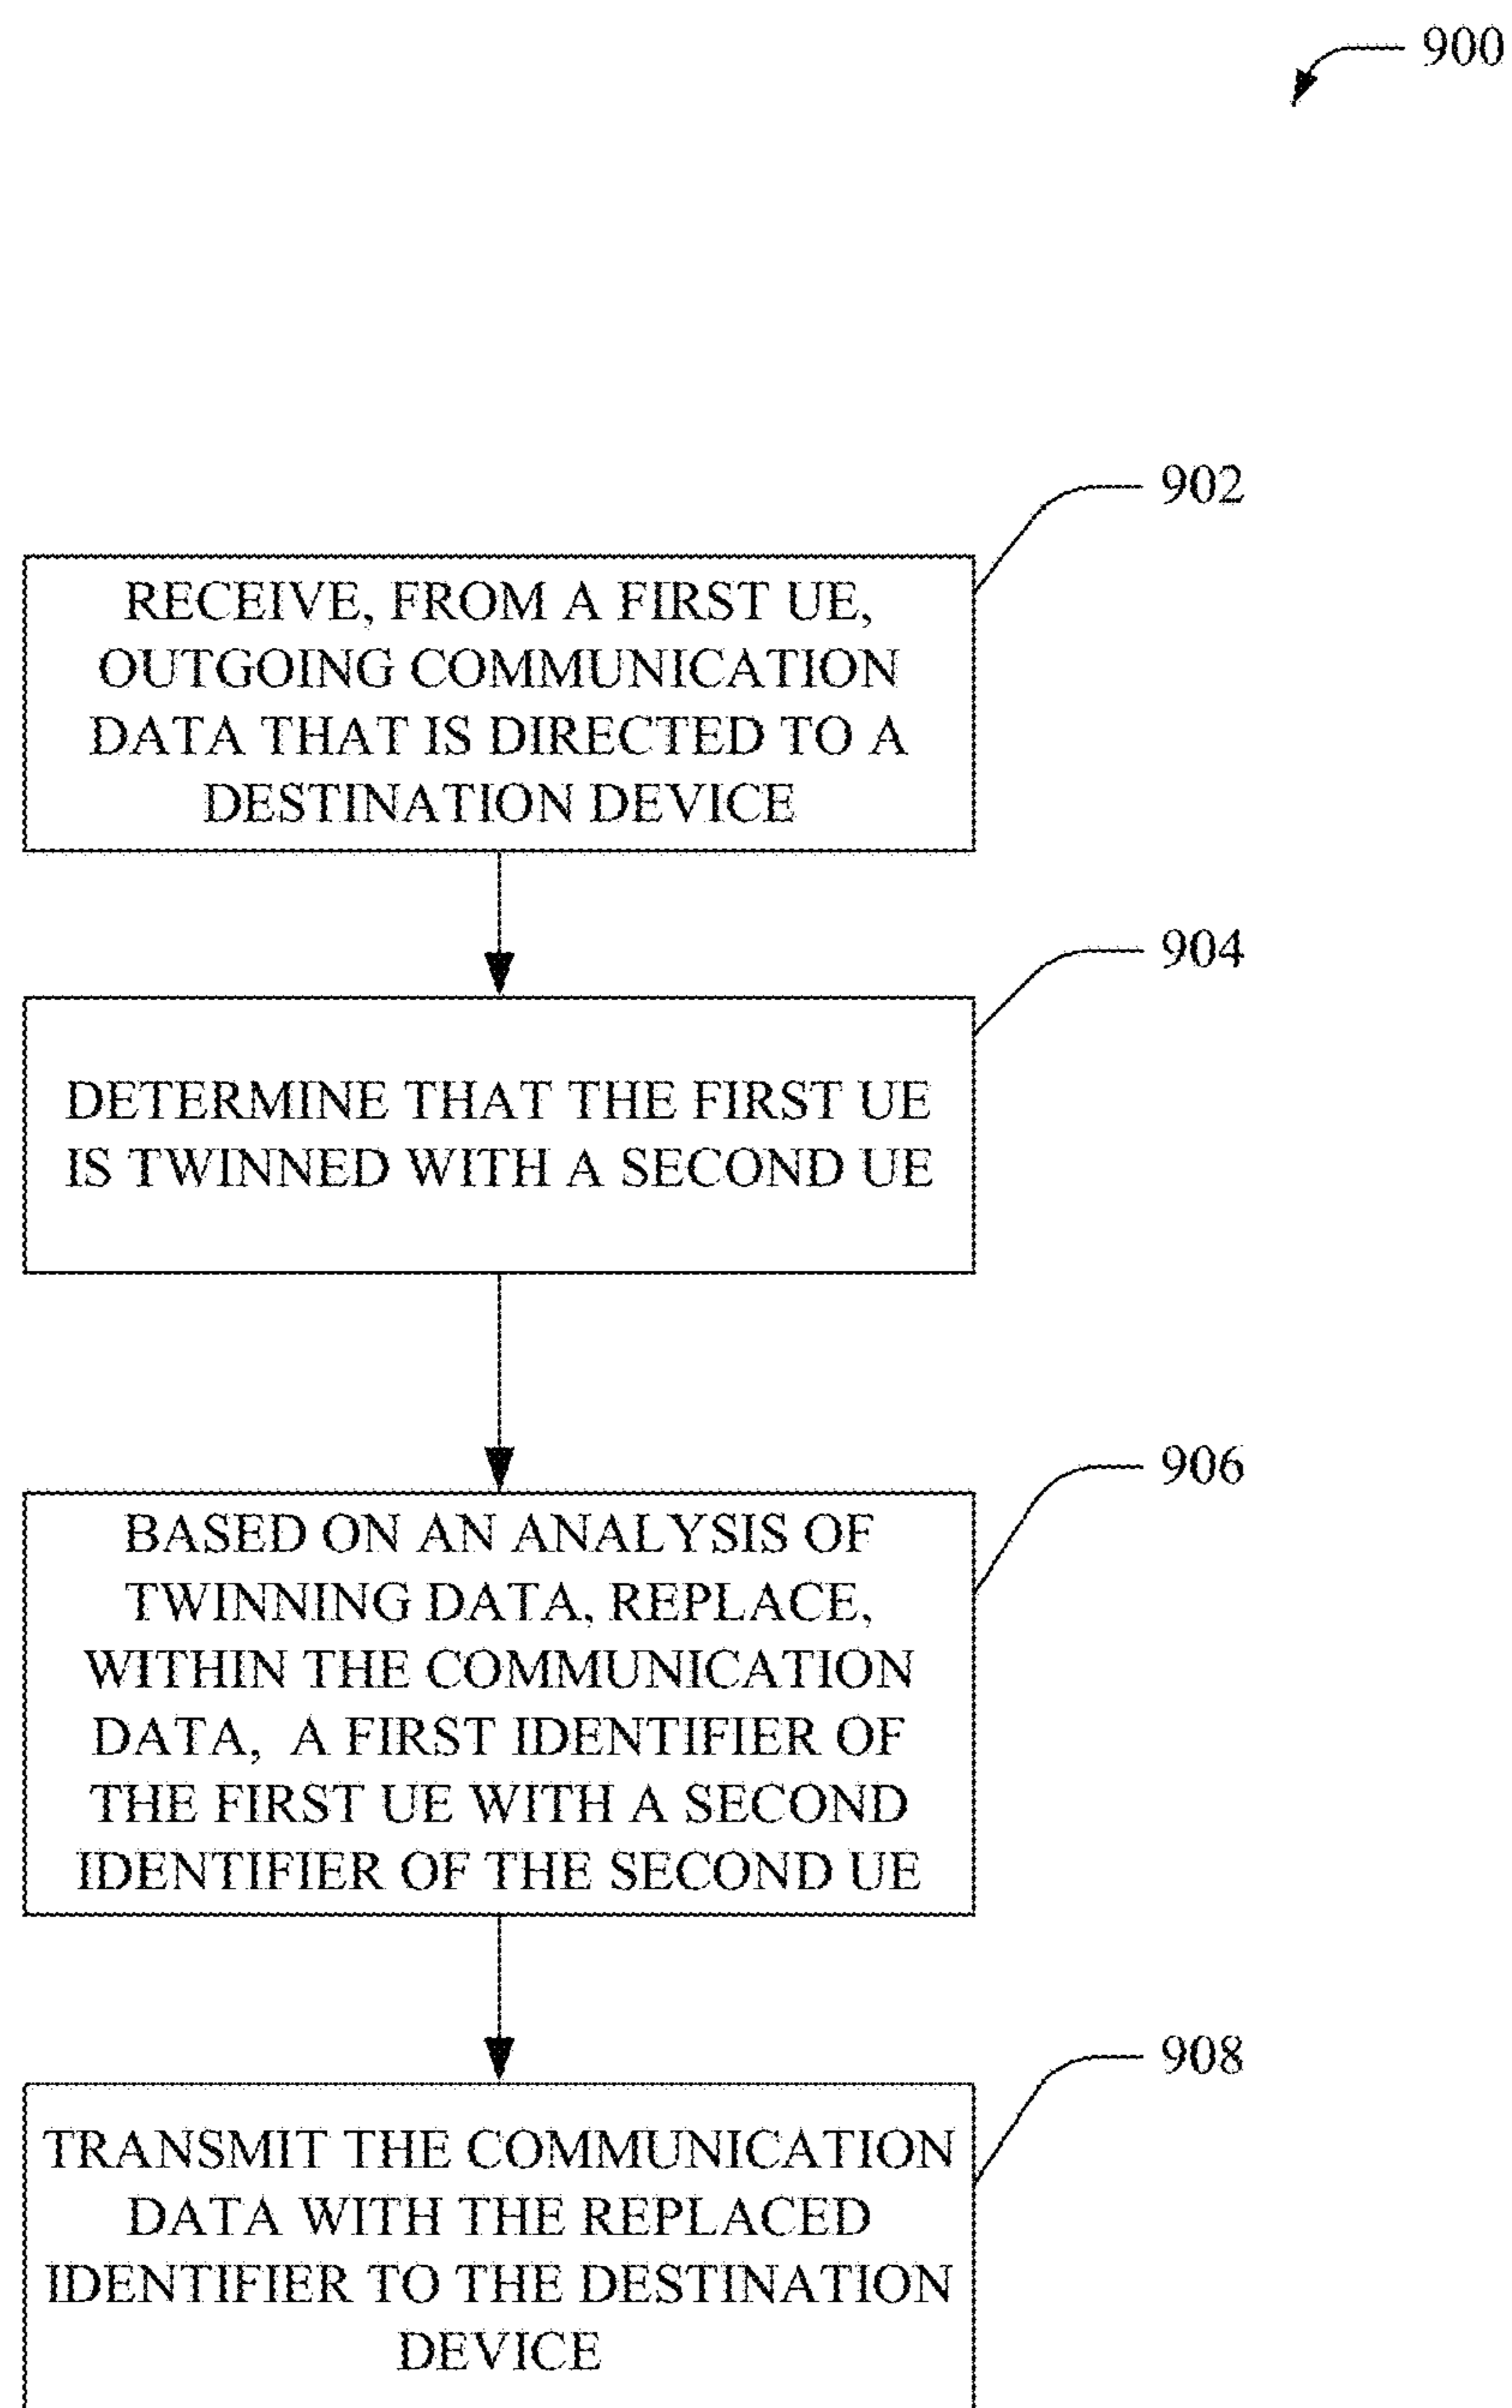 900
902
RECEIVE, FROM A FIRST UE,
OUTGOING COMMUNICATION
DATA THAT IS DIRECTED TO A
DESTINATION DEVICE
904
DETERMINE THAT THE FIRST UE
IS TWINNED WITH A SECOND UE
906
BASED ON AN ANALYSIS OF
TWINNING DATA, REPLACE,
WITHIN THE COMMUNICATION
DATA, A FIRST IDENTIFIER OF
THE FIRST UE WITH A SECOND
IDENTIFIER OF THE SECOND UE
908
TRANSMIT THE COMMUNICATION
DATA WITH THE REPLACED
IDENTIFIER TO THE DESTINATION
DEVICE